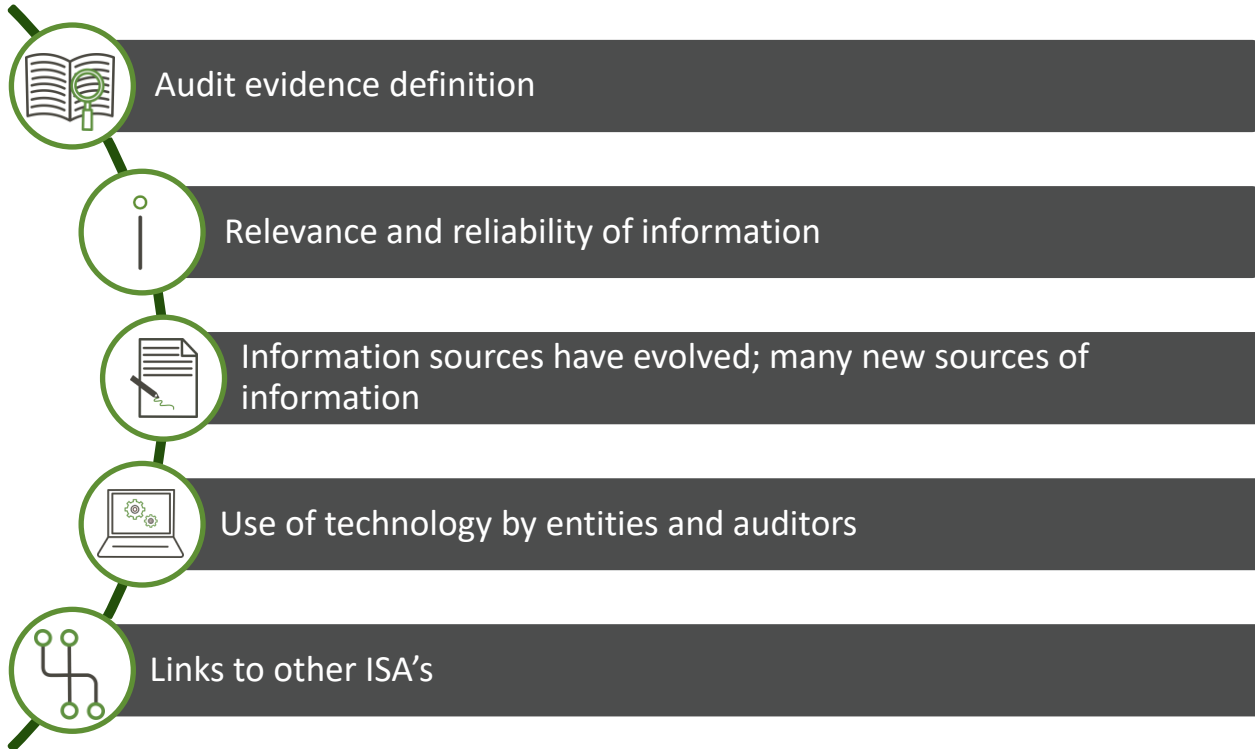 Audit evidence definition
Relevance and reliability of information
Information sources have evolved; many new sources of
information
Use of technology by entities and auditors
Links to other ISA’s